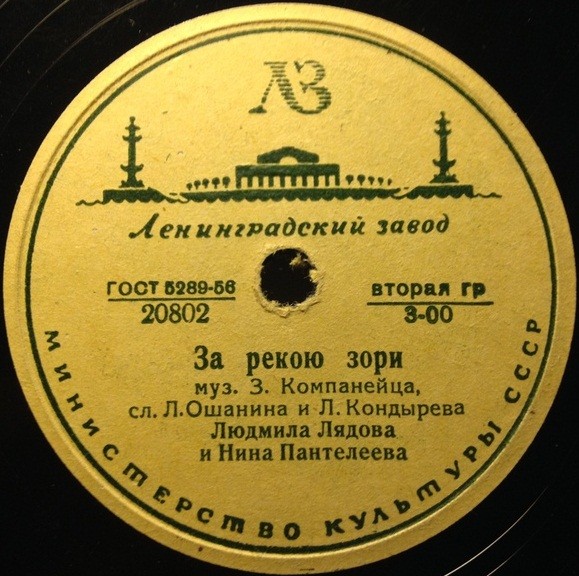 ЛЗ
Ленинградский завод
ГОСТ 5289-56
20802
вторая гр
3-00
За рекою зори
муз. З. Компанейца,
сл. Л. Ошанина и Л. Кондырева
Людмила Лядова
и Нина Пантелеева
МИНИСТЕРСТВО КУЛЬТУРЫ СССР